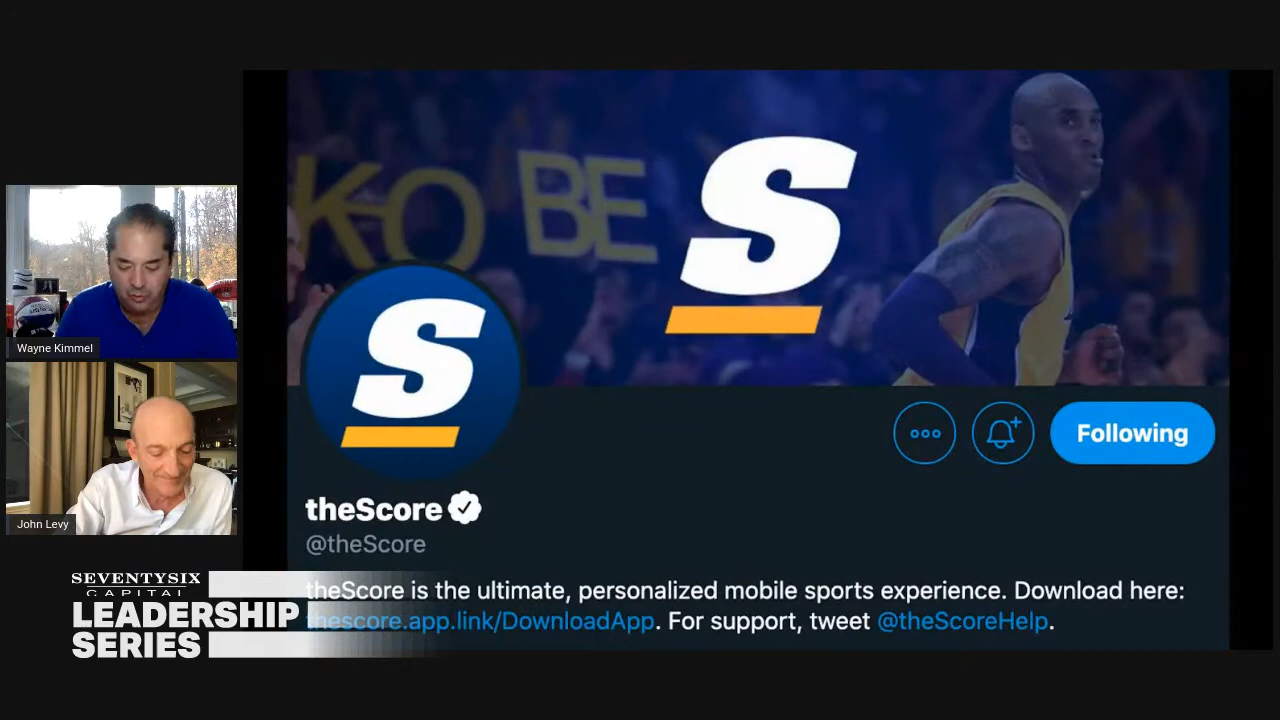 KO BE
S
S
Following
theScore
@theScore
theScore is the ultimate, personalized mobile sports experience. Download here:
thescore.app.link/DownloadApp. For support, tweet @theScoreHelp.
Wayne Kimmel
John Levy
SEVENTYSIX
CAPITAL
LEADERSHIP
SERIES